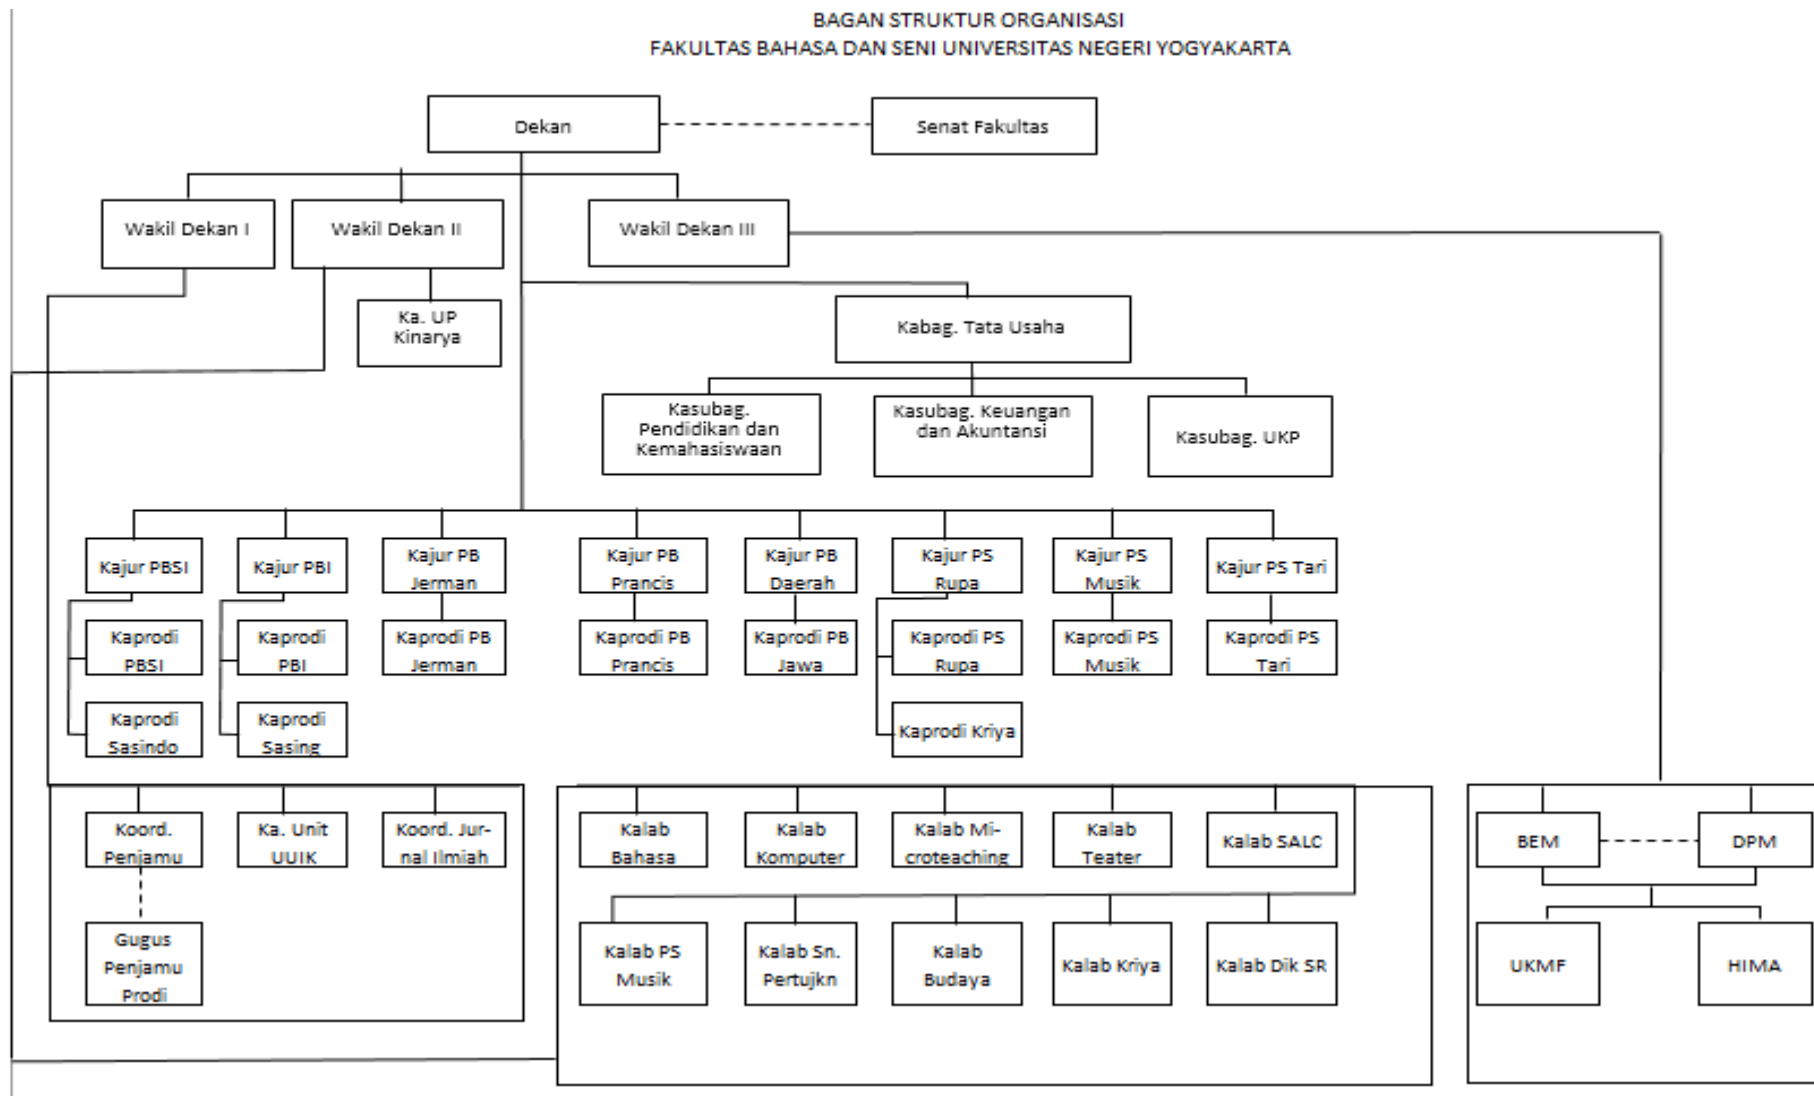 BAGAN STRUKTUR ORGANISASI
FAKULTAS BAHASA DAN SENI UNIVERSITAS NEGERI YOGYAKARTA
Dekan
Senat Fakultas
Wakil Dekan I
Wakil Dekan II
Wakil Dekan III
Ka. UP
Kinarya
Kabag. Tata Usaha
Kasubag.
Pendidikan dan
Kemahasiswaan
Kasubag. Keuangan
dan Akuntansi
Kasubag. UKP
Kajur PBSI
Kajur PBI
Kajur PB
Jerman
Kajur PB
Prancis
Kajur PB
Daerah
Kajur PS
Rupa
Kajur PS
Musik
Kajur PS Tari
Kaprodi
PBSI
Kaprodi
PBI
Kaprodi PB
Jerman
Kaprodi PB
Prancis
Kaprodi PB
Jawa
Kaprodi PS
Rupa
Kaprodi PS
Musik
Kaprodi PS
Tari
Kaprodi
Sasindo
Kaprodi
Sasing
Kaprodi Kriya
Koord.
Penjamu
Ka. Unit
UUIK
Koord. Jur-
nal Ilmiah
Kalab
Bahasa
Kalab
Komputer
Kalab Mi-
croteaching
Kalab
Teater
Kalab SALC
BEM
DPM
Gugus
Penjamu
Prodi
Kalab PS
Musik
Kalab Sn.
Pertujkn
Kalab
Budaya
Kalab Kriya
Kalab Dik SR
UKMF
HIMA